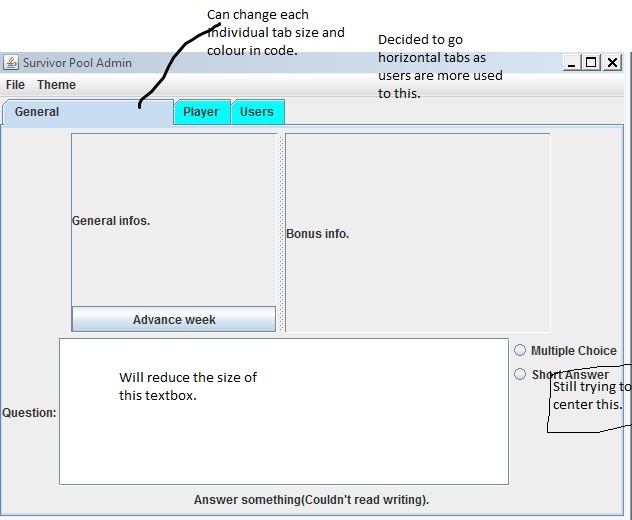 Can change each
individual tab size and
colour in code.
Decided to go
horizontal tabs as
users are more used
to this.
Survivor Pool Admin
File Theme
General Player Users
General infos.
Bonus info.
Advance week
Will reduce the size of
this textbox.
Multiple Choice
Short Answer
Still trying to
center this.
Question:
Answer something(Couldn't read writing).